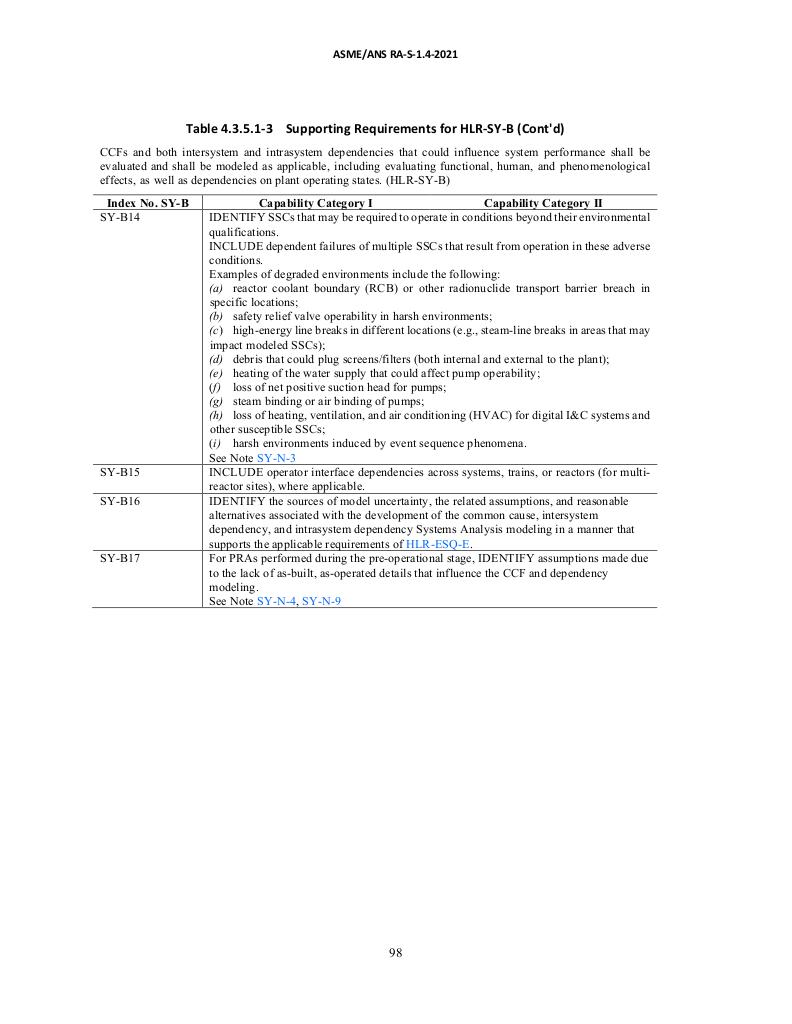 ASME/ANS RA-S-1.4-2021
Table 4.3.5.1-3 Supporting Requirements for HLR-SY-B (Cont'd)
CCFs and both intersystem and intrasystem dependencies that could influence system performance shall be
evaluated and shall be modeled as applicable, including evaluating functional, human, and phenomenological
effects, as well as dependencies on plant operating states. (HLR-SY-B)
Index No. SY-B Capability Category I Capability Category II
SY-B14 IDENTIFY SSCs that may be required to operate in conditions beyond their environmental
qualifications.
INCLUDE dependent failures of multiple SSCs that result from operation in these adverse
conditions.
Examples of degraded environments include the following:
(a) reactor coolant boundary (RCB) or other radionuclide transport barrier breach in
specific locations;
(b) safety relief valve operability in harsh environments;
(c) high-energy line breaks in different locations (e.g., steam-line breaks in areas that may
impact modeled SSCs);
(d) debris that could plug screens/filters (both internal and external to the plant);
(e) heating of the water supply that could affect pump operability;
(f) loss of net positive suction head for pumps;
(g) steam binding or air binding of pumps;
(h) loss of heating, ventilation, and air conditioning (HVAC) for digital I&C systems and
other susceptible SSCs;
(i) harsh environments induced by event sequence phenomena.
See Note SY-N-3
SY-B15 INCLUDE operator interface dependencies across systems, trains, or reactors (for multi-
reactor sites), where applicable.
SY-B16 IDENTIFY the sources of model uncertainty, the related assumptions, and reasonable
alternatives associated with the development of the common cause, intersystem
dependency, and intrasystem dependency Systems Analysis modeling in a manner that
supports the applicable requirements of HLR-ESQ-E.
SY-B17 For PRAs performed during the pre-operational stage, IDENTIFY assumptions made due
to the lack of as-built, as-operated details that influence the CCF and dependency
modeling.
See Note SY-N-4, SY-N-9
98